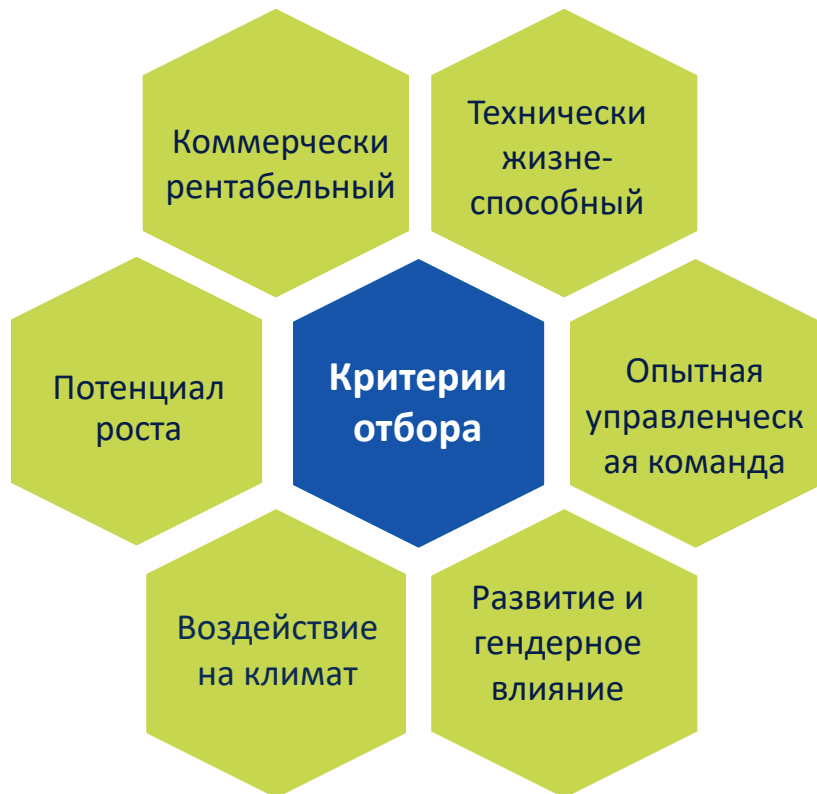 Коммерчески
рентабельный
Технически
жизне-
способный
Потенциал
роста
Критерии
отбора
Опытная
управленческ
ая команда
Воздействие
на климат
Развитие и
гендерное
влияние